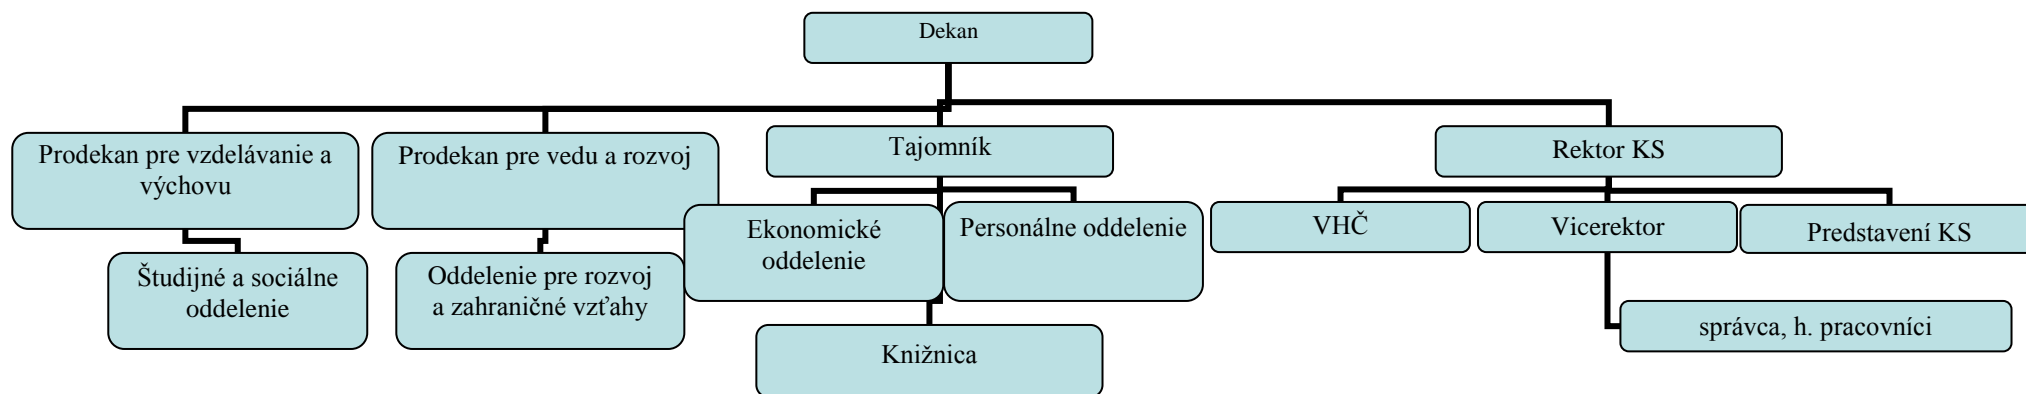 Dekan
Prodekan pre vzdelávanie a
výchovu
Prodekan pre vedu a rozvoj
Tajomník
Rektor KS
Ekonomické
oddelenie
Personálne oddelenie
VHČ
Vicerektor
Predstavení KS
Študijné a sociálne
oddelenie
Oddelenie pre rozvoj
a zahraničné vzťahy
Knižnica
správca, h. pracovníci